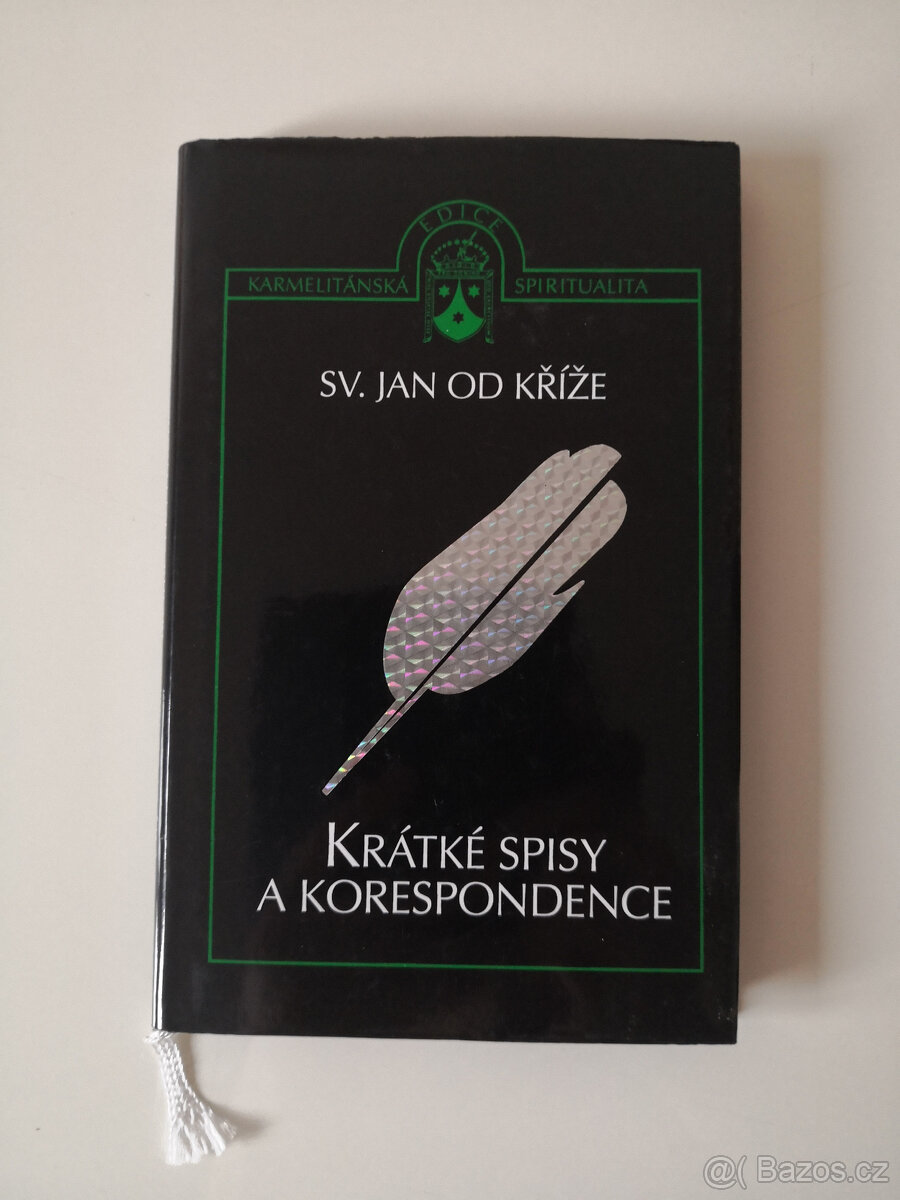 EDICE
KARMELITÁNSKÁ SPIRITUALITA
SV. JAN OD KŘÍŽE
KRÁTKÉ SPISY
A KORESPONDENCE
@( Bazos.cz